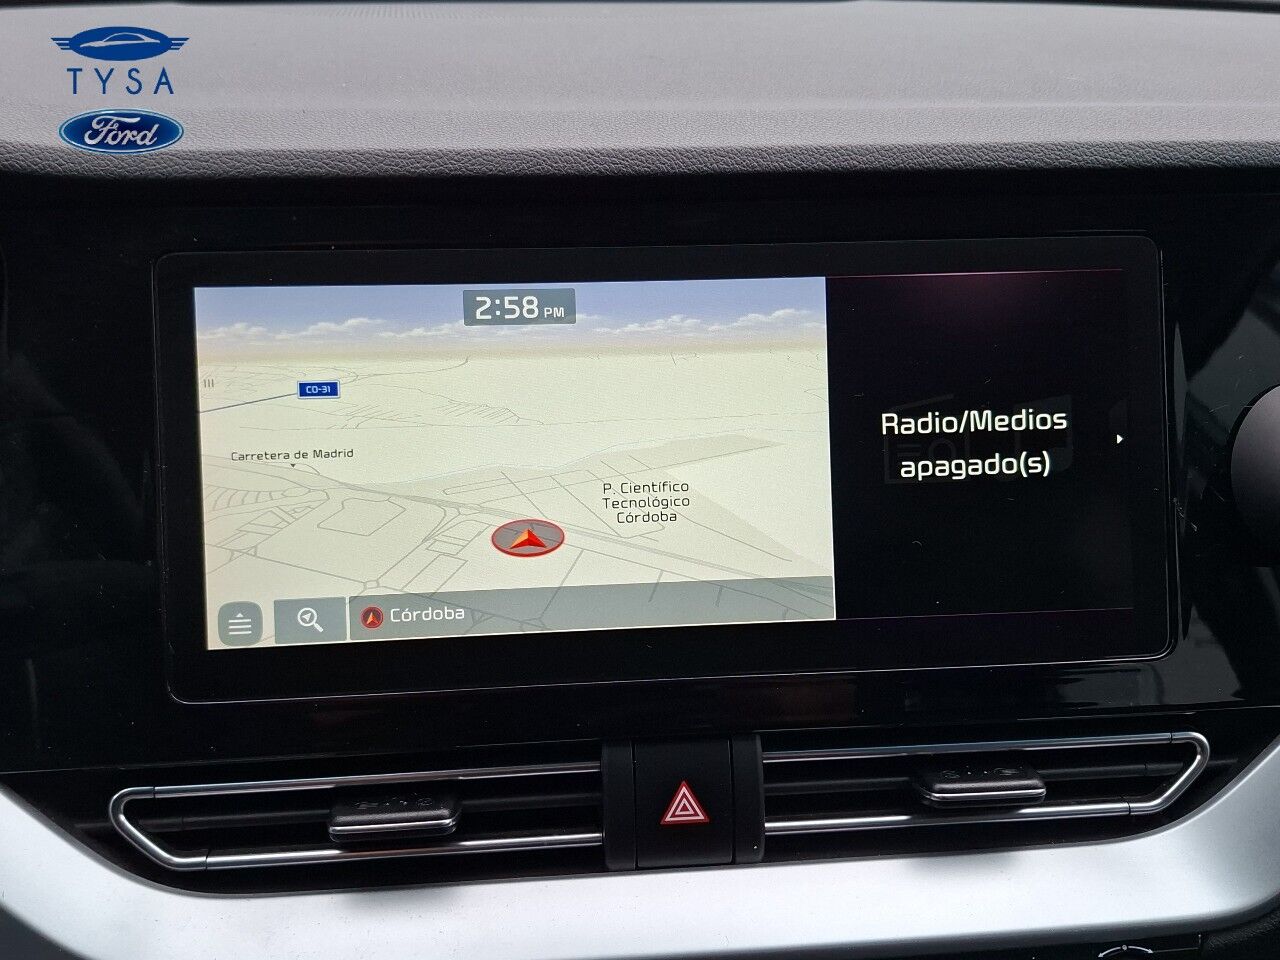 TYSA
Ford
2:58 PM
CO-31
Carretera de Madrid
P. Científico
Tecnológico
Córdoba
Radio/Medios
apagado(s)
Córdoba